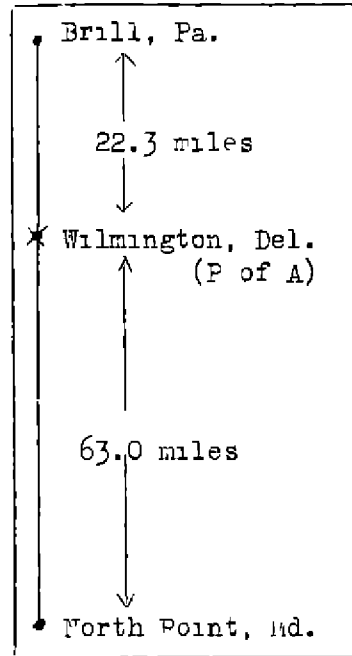 Brill, Pa.
22.3 miles
Wilmington, Del.
(P of A)
63.0 miles
North Point, Md.